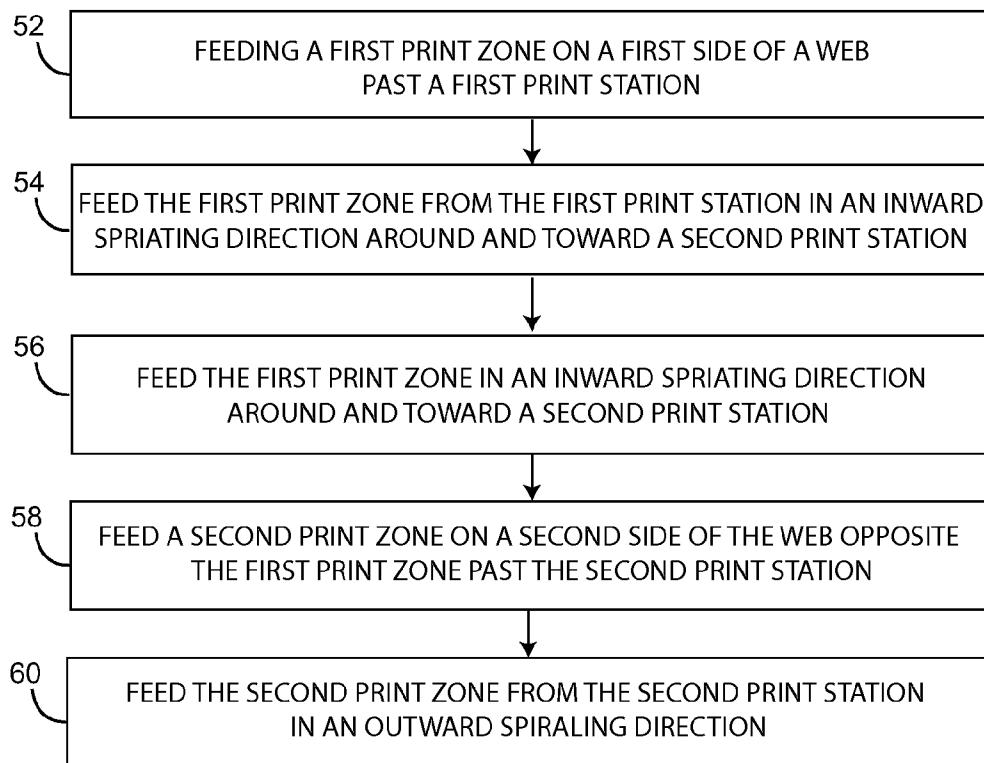 52
FEEDING A FIRST PRINT ZONE ON A FIRST SIDE OF A WEB
PAST A FIRST PRINT STATION
54
FEED THE FIRST PRINT ZONE FROM THE FIRST PRINT STATION IN AN INWARD
SPRIATING DIRECTION AROUND AND TOWARD A SECOND PRINT STATION
56
FEED THE FIRST PRINT ZONE IN AN INWARD SPRIATING DIRECTION
AROUND AND TOWARD A SECOND PRINT STATION
58
FEED A SECOND PRINT ZONE ON A SECOND SIDE OF THE WEB OPPOSITE
THE FIRST PRINT ZONE PAST THE SECOND PRINT STATION
60
FEED THE SECOND PRINT ZONE FROM THE SECOND PRINT STATION
IN AN OUTWARD SPIRALING DIRECTION